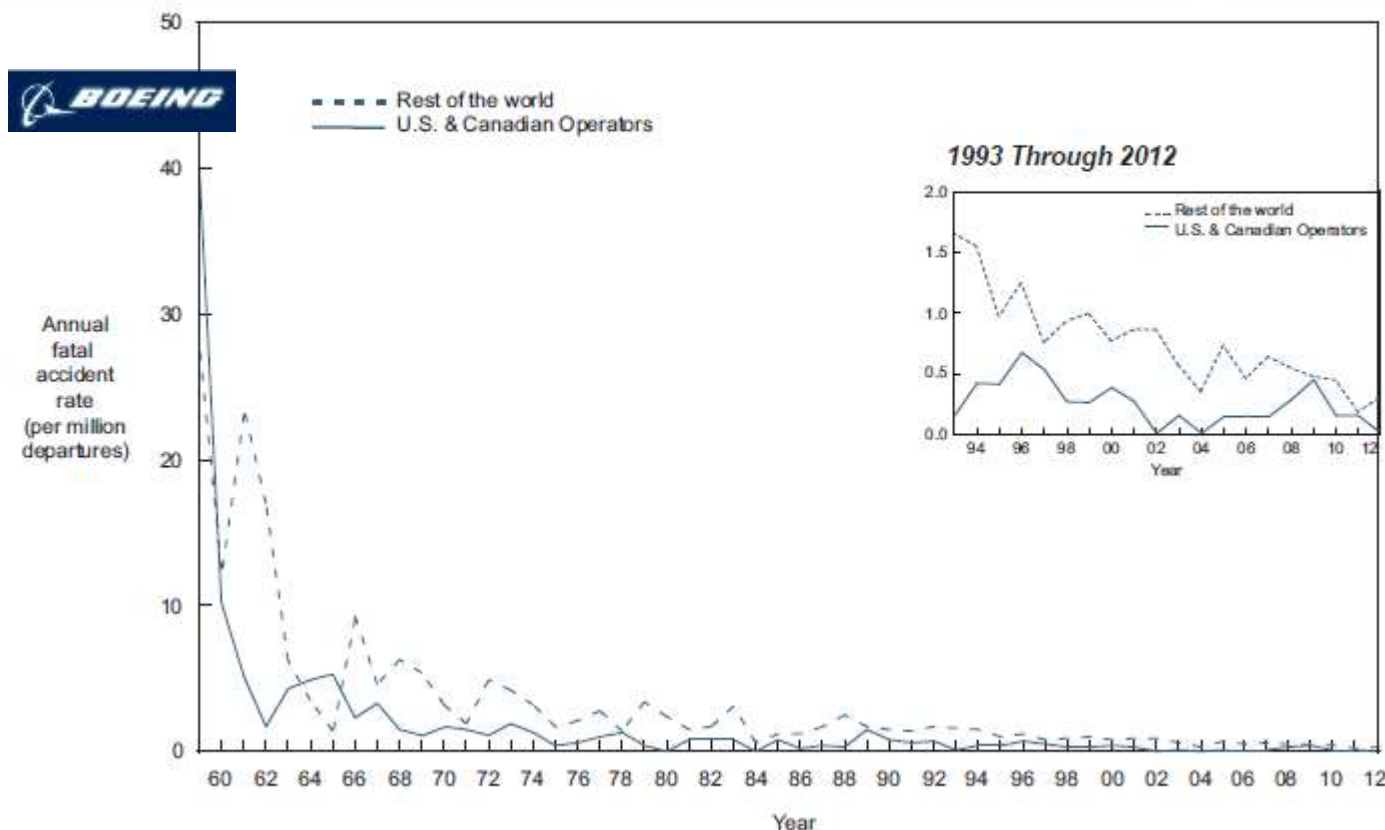 50
BOEING
Rest of the world
U.S. & Canadian Operators
40
1993 Through 2012
2.0
Rest of the world
U.S. & Canadian Operators
1.5
30
Annual
fatal
accident
rate
(per million
departures)
1.0
0.5
20
0.0
94 96 98 00 02 04 06 08 10 12
Year
10
0
60 62 64 66 68 70 72 74 76 78 80 82 84 86 88 90 92 94 96 98 00 02 04 06 08 10 12
Year